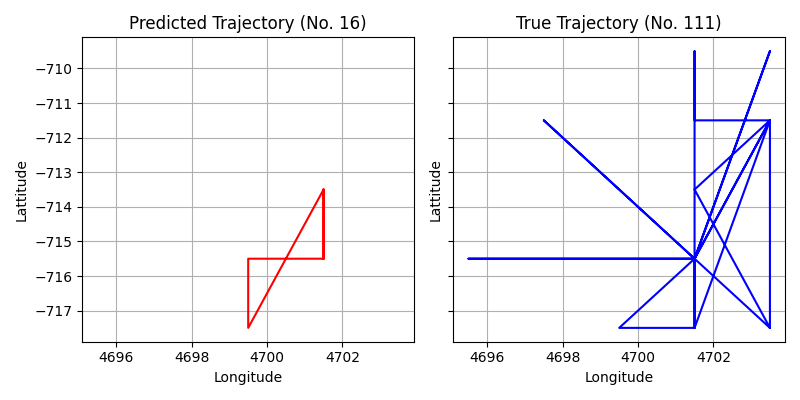 Predicted Trajectory (No. 16)
True Trajectory (No. 111)
Lattitude
−710
−711
−712
−713
−714
−715
−716
−717
4696
4698
4700
4702
Longitude
Lattitude
4696
4698
4700
4702
Longitude